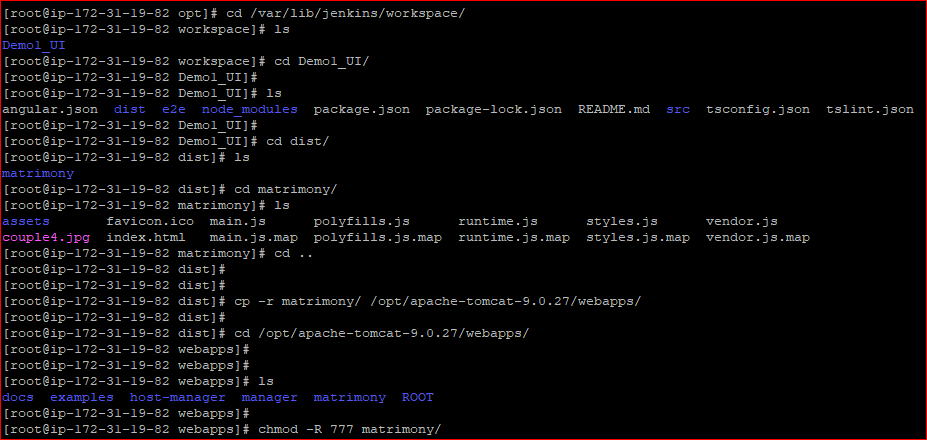 [root@ip-172-31-19-82 opt]# cd /var/lib/jenkins/workspace/
[root@ip-172-31-19-82 workspace]# ls
Demo1_UI
[root@ip-172-31-19-82 workspace]# cd Demo1_UI/
[root@ip-172-31-19-82 Demo1_UI]#
[root@ip-172-31-19-82 Demo1_UI]# ls
angular.json  dist  e2e  node_modules  package.json  package-lock.json  README.md  src  tsconfig.json  tslint.json
[root@ip-172-31-19-82 Demo1_UI]#
[root@ip-172-31-19-82 Demo1_UI]# cd dist/
[root@ip-172-31-19-82 dist]# ls
matrimony
[root@ip-172-31-19-82 dist]# cd matrimony/
[root@ip-172-31-19-82 matrimony]# ls
assets       favicon.ico  main.js      polyfills.js      runtime.js      styles.js      vendor.js
couple4.jpg  index.html   main.js.map  polyfills.js.map  runtime.js.map  styles.js.map  vendor.js.map
[root@ip-172-31-19-82 matrimony]# cd ..
[root@ip-172-31-19-82 dist]#
[root@ip-172-31-19-82 dist]#
[root@ip-172-31-19-82 dist]# cp -r matrimony/ /opt/apache-tomcat-9.0.27/webapps/
[root@ip-172-31-19-82 dist]#
[root@ip-172-31-19-82 dist]# cd /opt/apache-tomcat-9.0.27/webapps/
[root@ip-172-31-19-82 webapps]#
[root@ip-172-31-19-82 webapps]#
[root@ip-172-31-19-82 webapps]# ls
docs  examples  host-manager  manager  matrimony  ROOT
[root@ip-172-31-19-82 webapps]#
[root@ip-172-31-19-82 webapps]# chmod -R 777 matrimony/